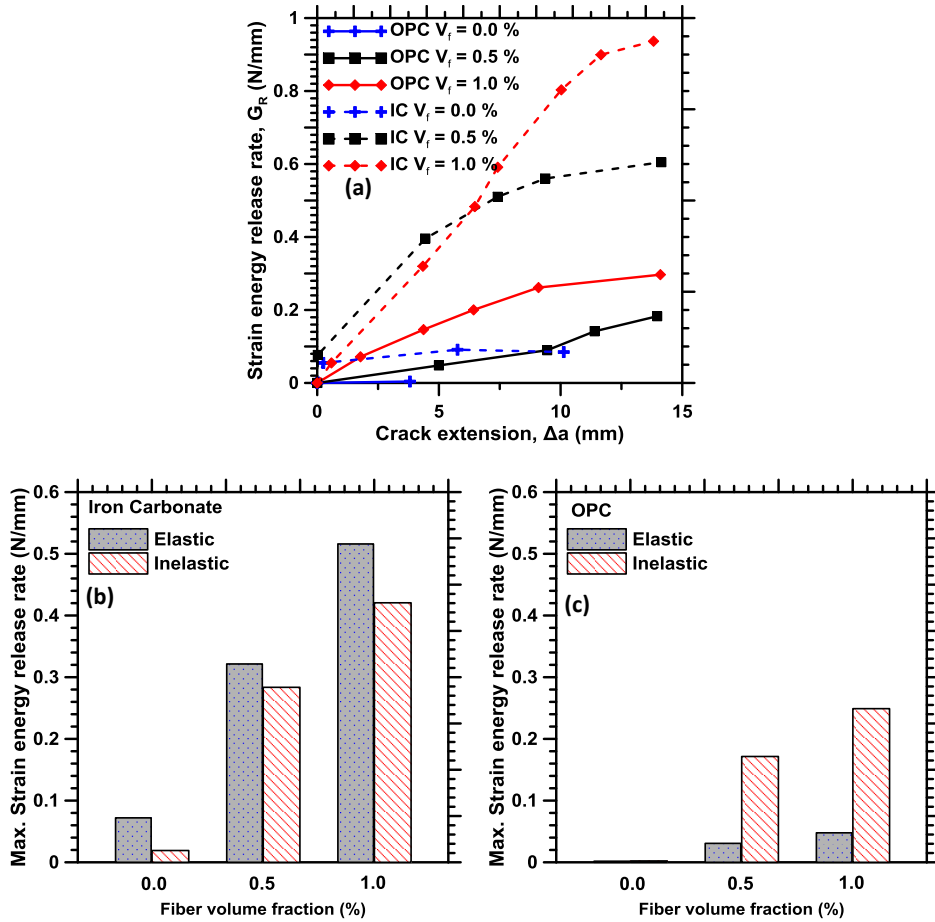 1
0.8
0.6
0.4
0.2
0
Strain energy release rate, G_R (N/mm)
OPC V_f = 0.0 %
OPC V_f = 0.5 %
OPC V_f = 1.0 %
IC V_f = 0.0 %
IC V_f = 0.5 %
IC V_f = 1.0 %
(a)
0 5 10 15
Crack extension, Δa (mm)
Max. Strain energy release rate (N/mm)
0.6
0.5
0.4
0.3
0.2
0.1
0
Iron Carbonate
Elastic
Inelastic
(b)
0.0 0.5 1.0
Fiber volume fraction (%)
Max. Strain energy release rate (N/mm)
0.6
0.5
0.4
0.3
0.2
0.1
0
OPC
Elastic
Inelastic
(c)
0.0 0.5 1.0
Fiber volume fraction (%)